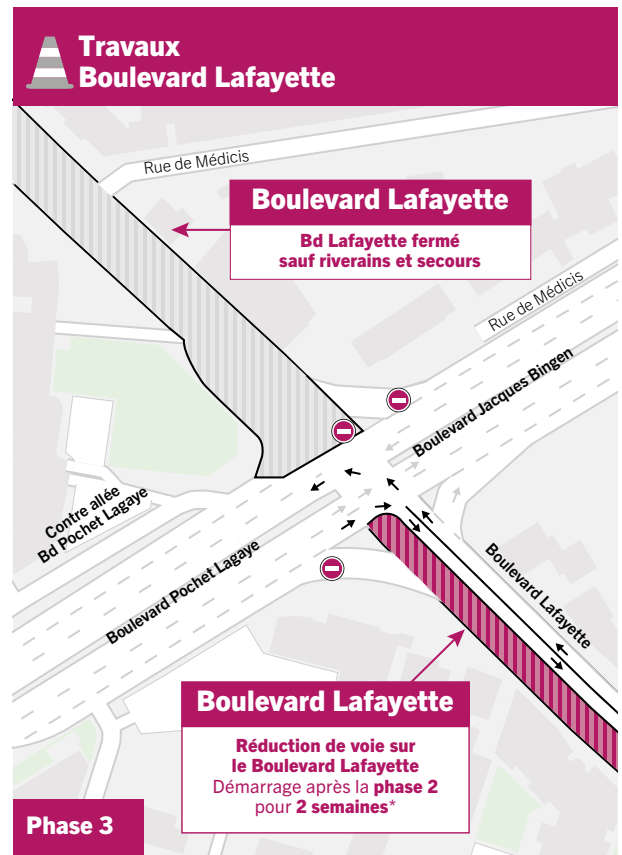 Travaux
Boulevard Lafayette
Rue de Médicis
Boulevard Lafayette
Bd Lafayette fermé
sauf riverains et secours
Rue de Médicis
Boulevard Jacques Bingen
Contre allée
Bd Pochet Lagaye
Boulevard Pochet Lagaye
Boulevard Lafayette
Boulevard Lafayette
Réduction de voie sur
le Boulevard Lafayette
Démarrage après la phase 2
pour 2 semaines*
Phase 3